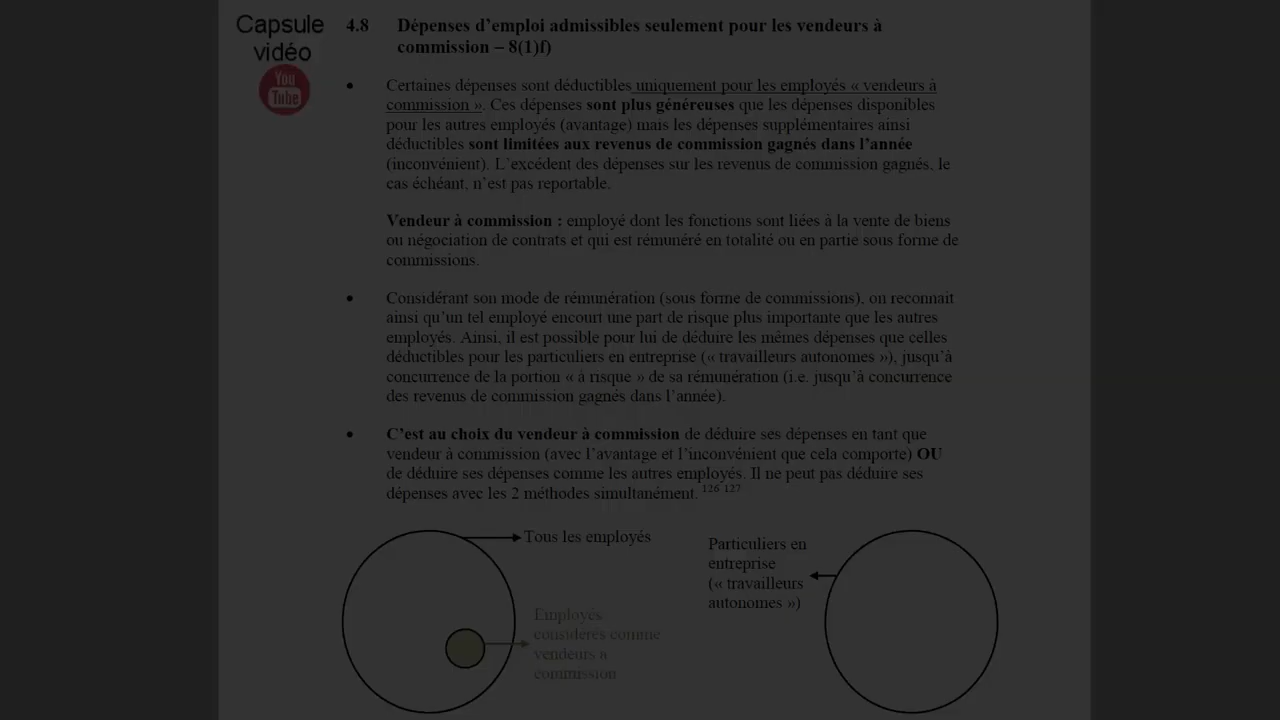 Capsule
vidéo
You
Tube
4.8 Dépenses d’emploi admissibles seulement pour les vendeurs à
commission – 8(1)f)
• Certaines dépenses sont déductibles uniquement pour les employés « vendeurs à
commission ». Ces dépenses sont plus généreuses que les dépenses disponibles
pour les autres employés (avantage) mais les dépenses supplémentaires ainsi
déductibles sont limitées aux revenus de commission gagnés dans l’année
(inconvénient). L’excédent des dépenses sur les revenus de commission gagnés, le
cas échéant, n’est pas reportable.
Vendeur à commission : employé dont les fonctions sont liées à la vente de biens
ou négociation de contrats et qui est rémunéré en totalité ou en partie sous forme de
commissions.
• Considérant son mode de rémunération (sous forme de commissions), on reconnait
ainsi qu’un tel employé encourt une part de risque plus importante que les autres
employés. Ainsi, il est possible pour lui de déduire les mêmes dépenses que celles
déductibles pour les particuliers en entreprise (« travailleurs autonomes »), jusqu’à
concurrence de la portion « à risque » de sa rémunération (i.e. jusqu’à concurrence
des revenus de commission gagnés dans l’année).
• C’est au choix du vendeur à commission de déduire ses dépenses en tant que
vendeur à commission (avec l’avantage et l’inconvénient que cela comporte) OU
de déduire ses dépenses comme les autres employés. Il ne peut pas déduire ses
dépenses avec les 2 méthodes simultanément. 126 127
Tous les employés
Employés
considérés comme
vendeurs à
commission
Particuliers en
entreprise
(« travailleurs
autonomes »)